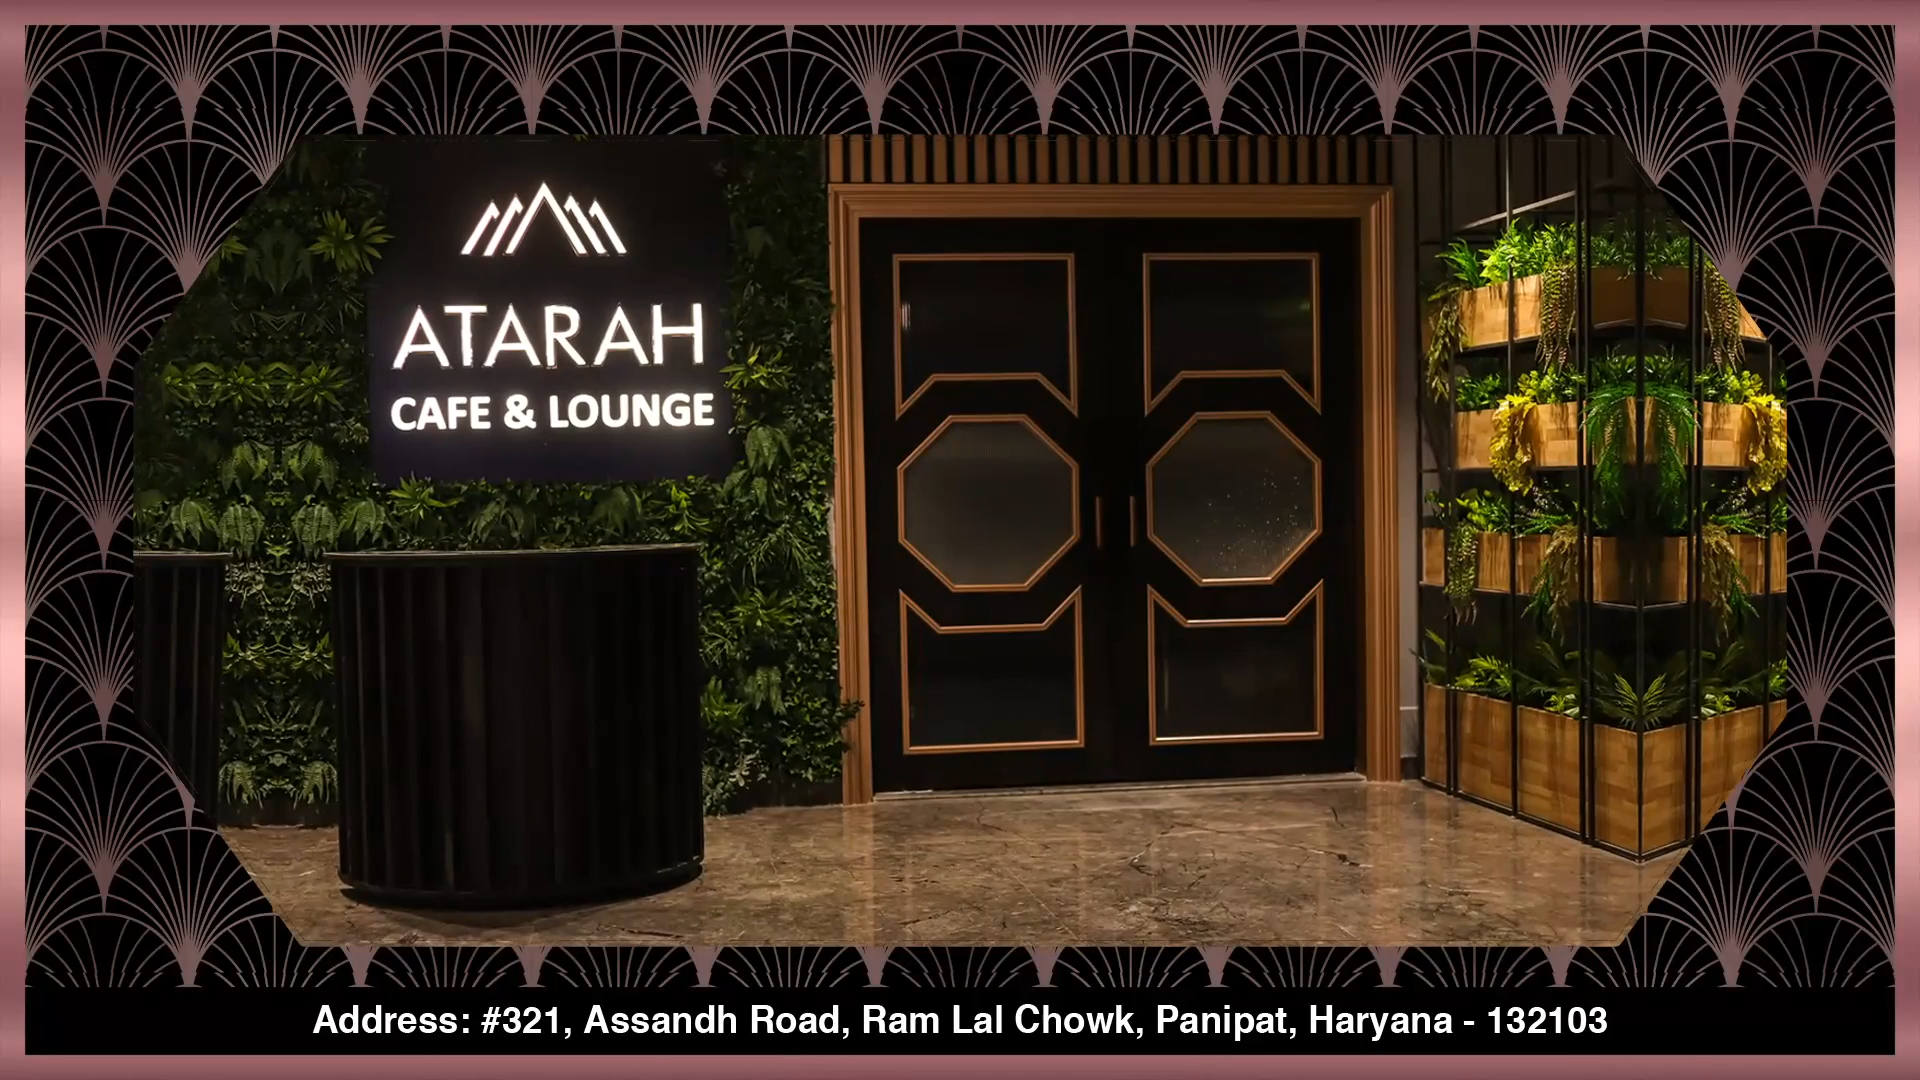 ATARAH
CAFE & LOUNGE
Address: #321, Assandh Road, Ram Lal Chowk, Panipat, Haryana - 132103